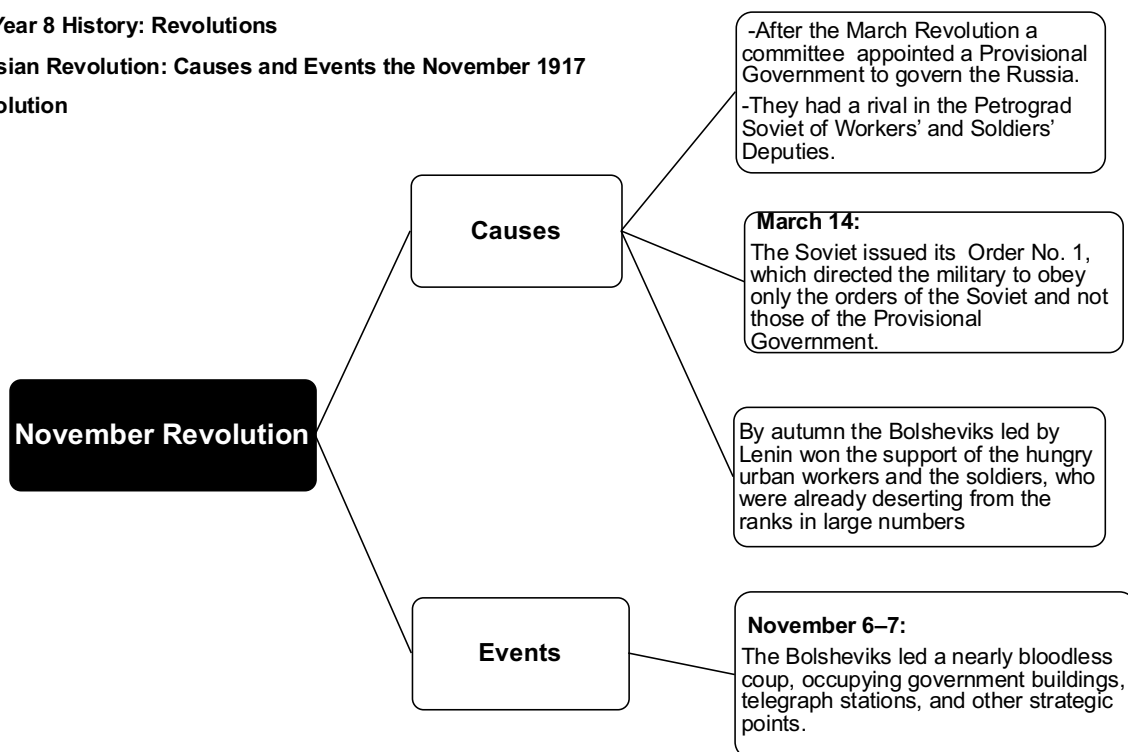 Year 8 History: Revolutions
sian Revolution: Causes and Events the November 1917
olution
-After the March Revolution a
committee appointed a Provisional
Government to govern the Russia.
-They had a rival in the Petrograd
Soviet of Workers’ and Soldiers’
Deputies.
Causes
March 14:
The Soviet issued its Order No. 1,
which directed the military to obey
only the orders of the Soviet and not
those of the Provisional
Government.
November Revolution
By autumn the Bolsheviks led by
Lenin won the support of the hungry
urban workers and the soldiers, who
were already deserting from the
ranks in large numbers
Events
November 6–7:
The Bolsheviks led a nearly bloodless
coup, occupying government buildings,
telegraph stations, and other strategic
points.